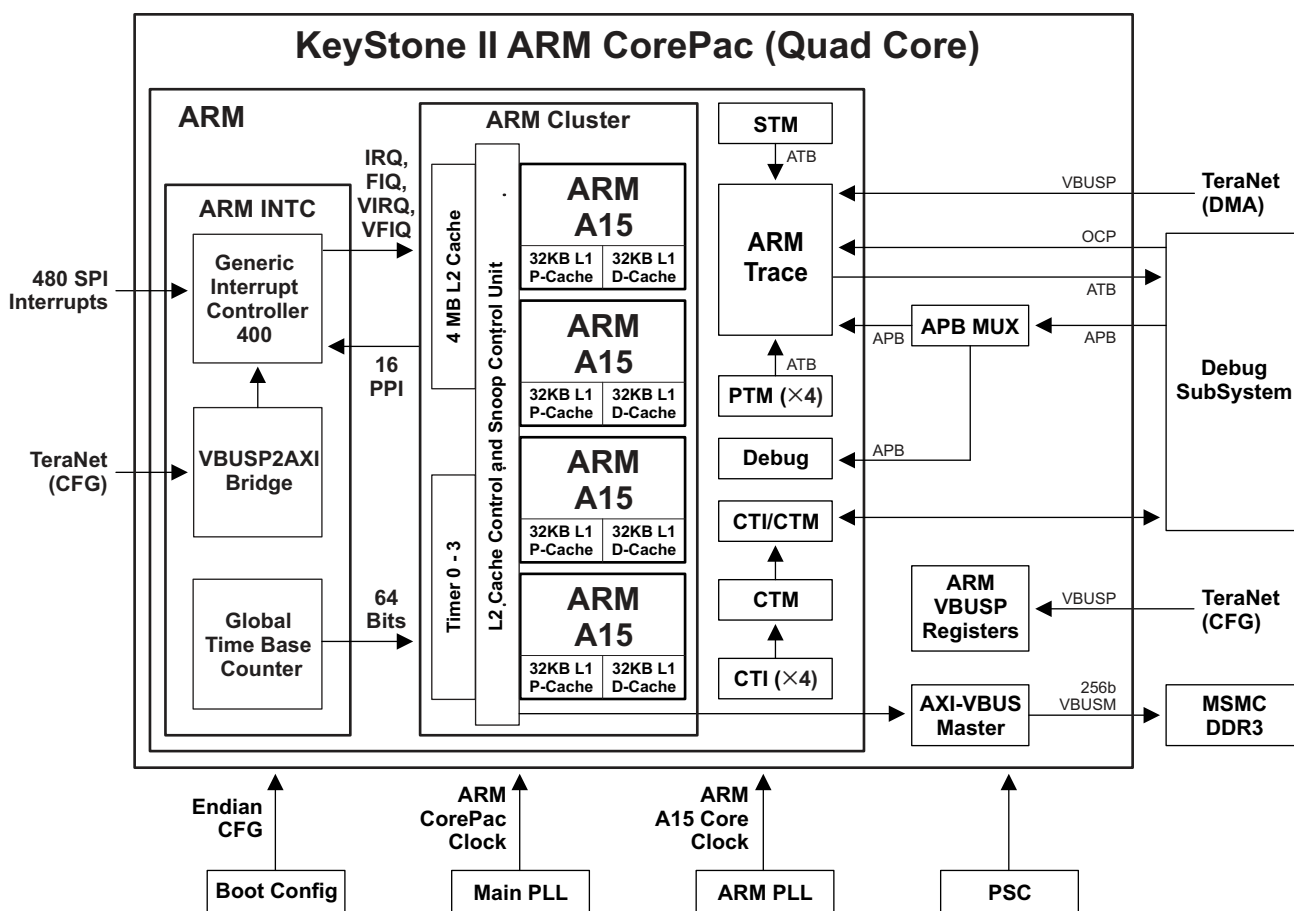 KeyStone II ARM CorePac (Quad Core)
ARM
ARM INTC
Generic
Interrupt
Controller
400
VBUSP2AXI
Bridge
Global
Time Base
Counter
480 SPI
Interrupts
TeraNet
(CFG)
IRQ,
FIQ,
VIRQ,
VFIQ
16
PPI
64
Bits
ARM Cluster
4 MB L2 Cache
Timer 0 - 3
L2 Cache Control and Snoop Control Unit
ARM
A15
32KB L1
P-Cache
32KB L1
D-Cache
ARM
A15
32KB L1
P-Cache
32KB L1
D-Cache
ARM
A15
32KB L1
P-Cache
32KB L1
D-Cache
ARM
A15
32KB L1
P-Cache
32KB L1
D-Cache
STM
ATB
ARM
Trace
ATB
PTM (×4)
Debug
CTI/CTM
CTM
CTI (×4)
VBUSP
TeraNet
(DMA)
OCP
ATB
APB
APB MUX
APB
APB
Debug
SubSystem
ARM
VBUSP
Registers
VBUSP
TeraNet
(CFG)
AXI-VBUS
Master
256b
VBUSM
MSMC
DDR3
Endian
CFG
Boot Config
ARM
CorePac
Clock
Main PLL
ARM
A15 Core
Clock
ARM PLL
PSC